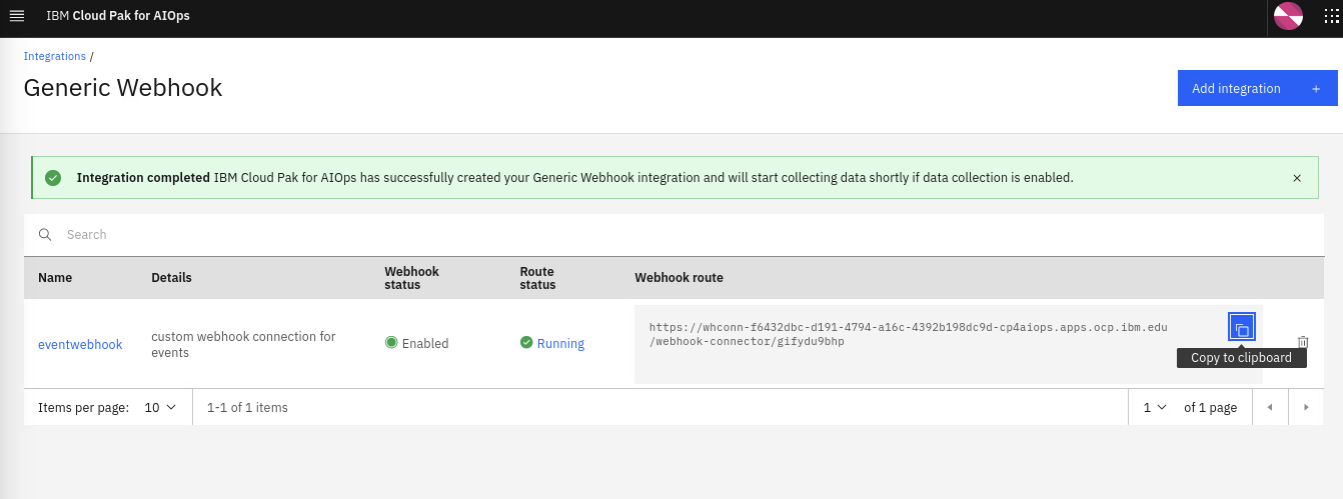 IBM Cloud Pak for AIOps
Integrations /
Generic Webhook
Add integration +
Integration completed IBM Cloud Pak for AIOps has successfully created your Generic Webhook integration and will start collecting data shortly if data collection is enabled.
Search
Name Details Webhook status Route status Webhook route
eventwebhook
custom webhook connection for
events
Enabled
Running
https://whconn-f6432dbc-d191-4794-a16c-4392b198dc9d-cp4aiops.apps.ocp.ibm.edu
/webhook-connector/gifydu9bhp
Copy to clipboard
Items per page: 10 1-1 of 1 items 1 of 1 page